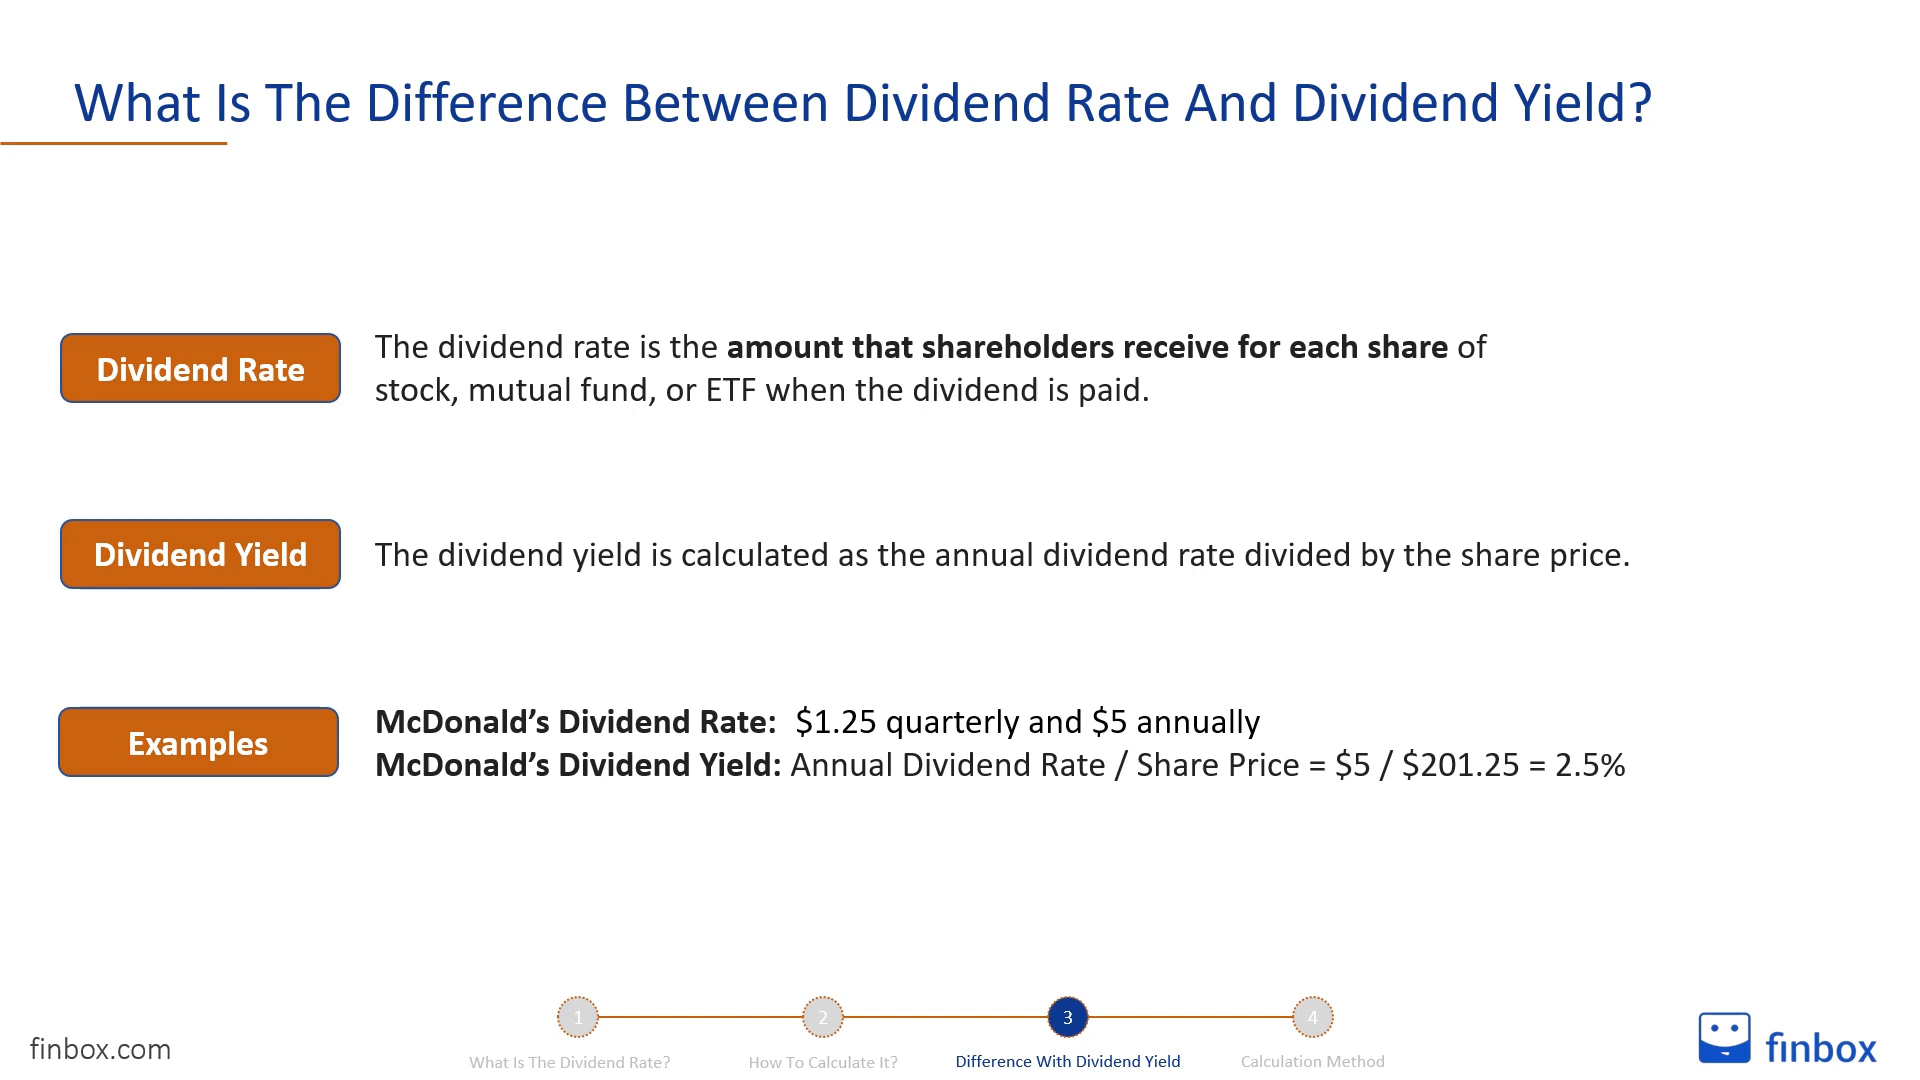 What Is The Difference Between Dividend Rate And Dividend Yield?
Dividend Rate
The dividend rate is the amount that shareholders receive for each share of
stock, mutual fund, or ETF when the dividend is paid.
Dividend Yield
The dividend yield is calculated as the annual dividend rate divided by the share price.
Examples
McDonald’s Dividend Rate: $1.25 quarterly and $5 annually
McDonald’s Dividend Yield: Annual Dividend Rate / Share Price = $5 / $201.25 = 2.5%
1
2
3
4
What Is The Dividend Rate?
How To Calculate It?
Difference With Dividend Yield
Calculation Method
finbox.com
finbox